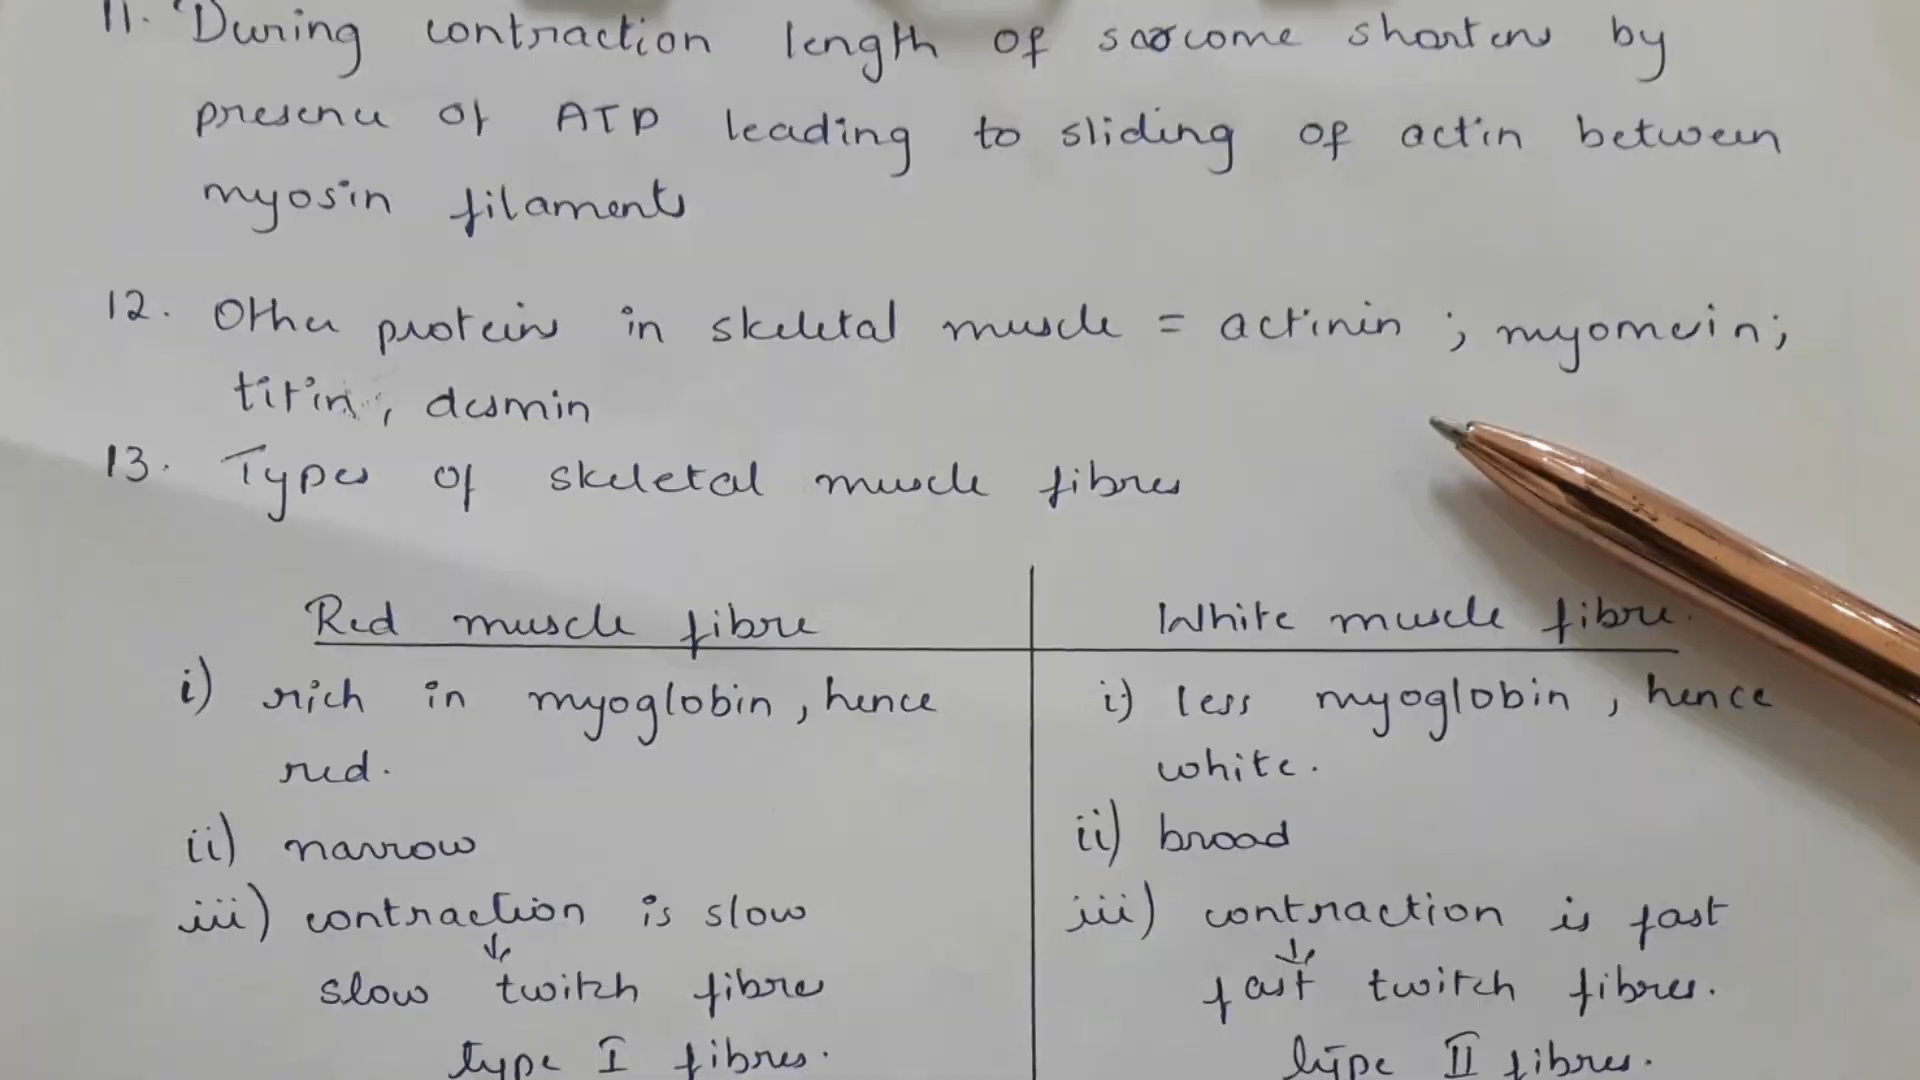 11. During contraction length of sarcome shortens by
presence of ATP leading to sliding of actin between
myosin filaments
12. Other proteins in skeletal muscle = actinin ; myomein;
titin, desmin
13. Types of skeletal muscle fibres
Red muscle fibre
White muscle fibre.
i) rich in myoglobin, hence
red.
ii) narrow
iii) contraction is slow
↓
slow twitch fibre
type I fibres.
i) less myoglobin, hence
white.
ii) broad
iii) contraction is fast
↓
fast twitch fibres.
type II fibres.